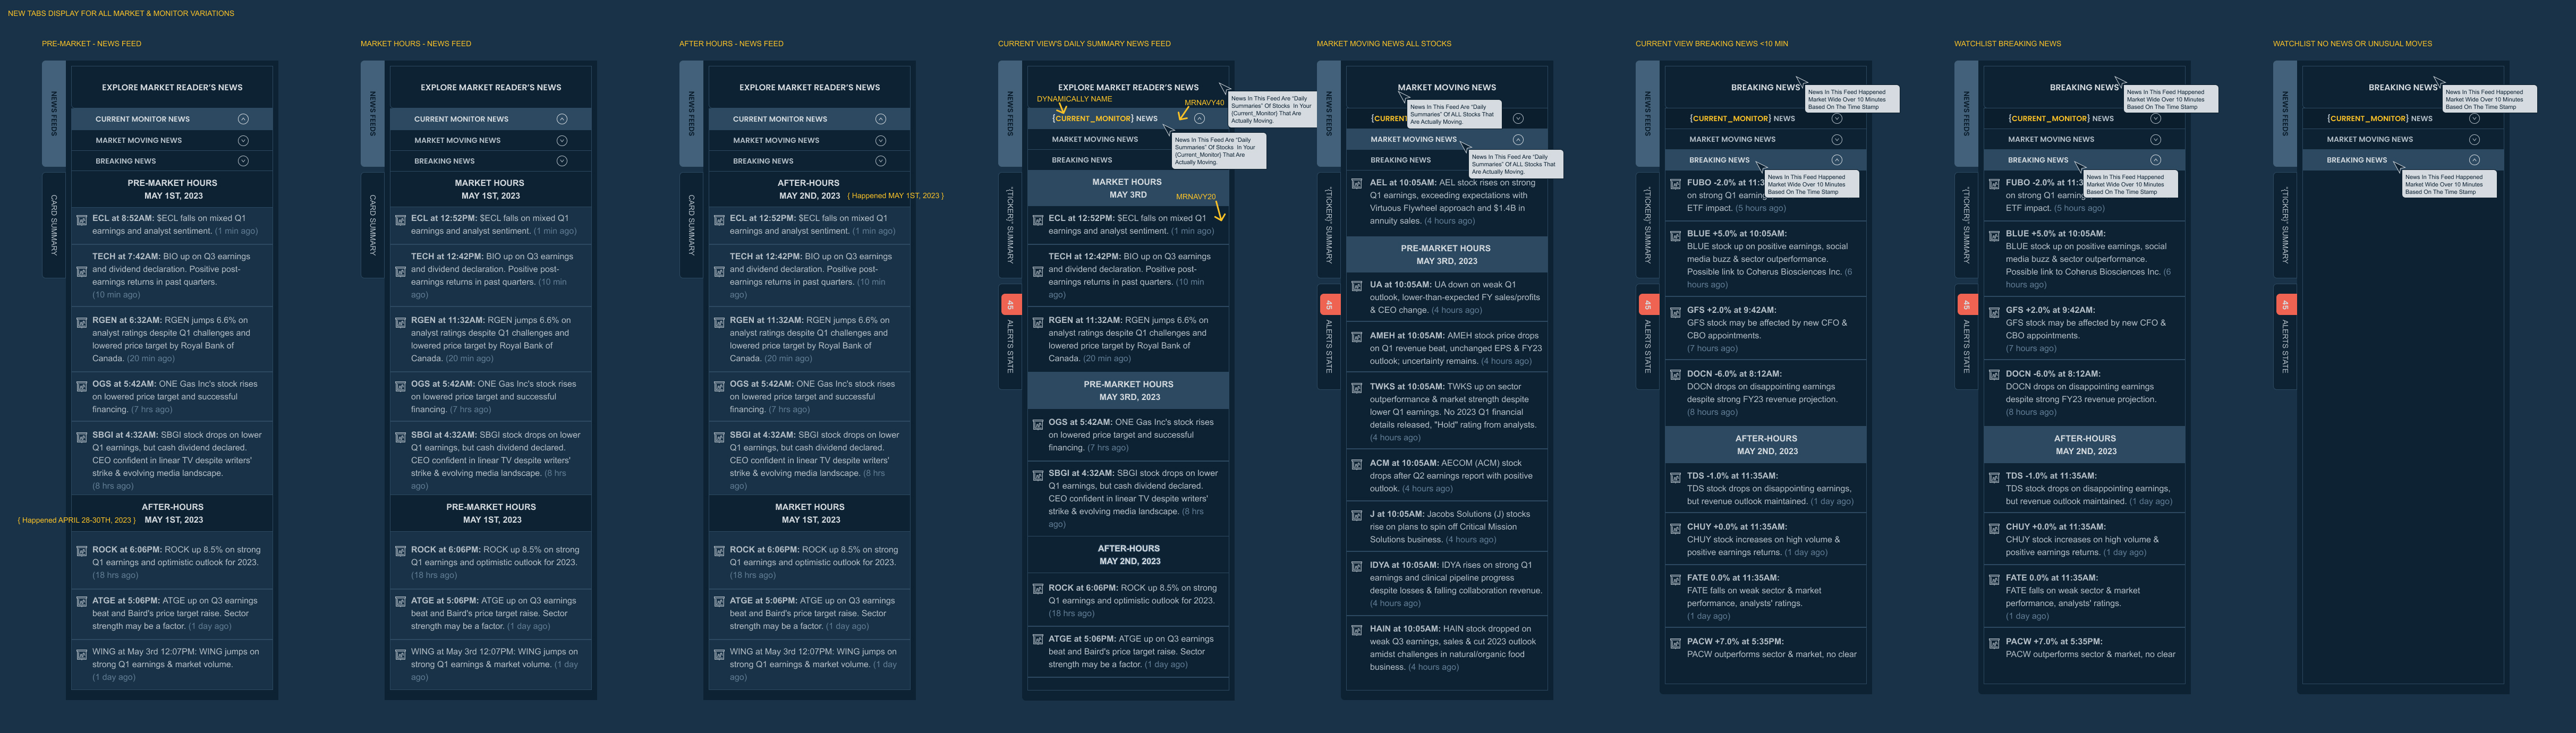 NEW TABS DISPLAY FOR ALL MARKET & MONITOR VARIATIONS
PRE-MARKET - NEWS FEED
NEWS FEEDS
CARD SUMMARY
EXPLORE MARKET READER'S NEWS
CURRENT MONITOR NEWS
MARKET MOVING NEWS
BREAKING NEWS
PRE-MARKET HOURS
MAY 1ST, 2023
ECL at 8:52AM: $ECL falls on mixed Q1
earnings and analyst sentiment. (1 min ago)
TECH at 7:42AM: BIO up on Q3 earnings
and dividend declaration. Positive post-
earnings returns in past quarters.
(10 min ago)
RGEN at 6:32AM: RGEN jumps 6.6% on
analyst ratings despite Q1 challenges and
lowered price target by Royal Bank of
Canada. (20 min ago)
OGS at 5:42AM: ONE Gas Inc's stock rises
on lowered price target and successful
financing. (7 hrs ago)
SBGI at 4:32AM: SBGI stock drops on lower
Q1 earnings, but cash dividend declared.
CEO confident in linear TV despite writers'
strike & evolving media landscape.
(8 hrs ago)
AFTER-HOURS
{ Happened APRIL 28-30TH, 2023 }
MAY 1ST, 2023
ROCK at 6:06PM: ROCK up 8.5% on strong
Q1 earnings and optimistic outlook for 2023.
(18 hrs ago)
ATGE at 5:06PM: ATGE up on Q3 earnings
beat and Baird's price target raise. Sector
strength may be a factor. (1 day ago)
WING at May 3rd 12:07PM: WING jumps on
strong Q1 earnings & market volume.
(1 day ago)
MARKET HOURS - NEWS FEED
NEWS FEEDS
CARD SUMMARY
EXPLORE MARKET READER'S NEWS
CURRENT MONITOR NEWS
MARKET MOVING NEWS
BREAKING NEWS
MARKET HOURS
MAY 1ST, 2023
ECL at 12:52PM: $ECL falls on mixed Q1
earnings and analyst sentiment. (1 min ago)
TECH at 12:42PM: BIO up on Q3 earnings
and dividend declaration. Positive post-
earnings returns in past quarters. (10 min
ago)
RGEN at 11:32AM: RGEN jumps 6.6% on
analyst ratings despite Q1 challenges and
lowered price target by Royal Bank of
Canada. (20 min ago)
OGS at 5:42AM: ONE Gas Inc's stock rises
on lowered price target and successful
financing. (7 hrs ago)
SBGI at 4:32AM: SBGI stock drops on lower
Q1 earnings, but cash dividend declared.
CEO confident in linear TV despite writers'
strike & evolving media landscape. (8 hrs
ago)
PRE-MARKET HOURS
MAY 1ST, 2023
ROCK at 6:06PM: ROCK up 8.5% on strong
Q1 earnings and optimistic outlook for 2023.
(18 hrs ago)
ATGE at 5:06PM: ATGE up on Q3 earnings
beat and Baird's price target raise. Sector
strength may be a factor. (1 day ago)
WING at May 3rd 12:07PM: WING jumps on
strong Q1 earnings & market volume. (1 day
ago)
AFTER HOURS - NEWS FEED
NEWS FEEDS
CARD SUMMARY
EXPLORE MARKET READER'S NEWS
CURRENT MONITOR NEWS
MARKET MOVING NEWS
BREAKING NEWS
AFTER-HOURS
MAY 2ND, 2023 { Happened MAY 1ST, 2023 }
ECL at 12:52PM: $ECL falls on mixed Q1
earnings and analyst sentiment. (1 min ago)
TECH at 12:42PM: BIO up on Q3 earnings
and dividend declaration. Positive post-
earnings returns in past quarters. (10 min
ago)
RGEN at 11:32AM: RGEN jumps 6.6% on
analyst ratings despite Q1 challenges and
lowered price target by Royal Bank of
Canada. (20 min ago)
OGS at 5:42AM: ONE Gas Inc's stock rises
on lowered price target and successful
financing. (7 hrs ago)
SBGI at 4:32AM: SBGI stock drops on lower
Q1 earnings, but cash dividend declared.
CEO confident in linear TV despite writers'
strike & evolving media landscape. (8 hrs
ago)
MARKET HOURS
MAY 1ST, 2023
ROCK at 6:06PM: ROCK up 8.5% on strong
Q1 earnings and optimistic outlook for 2023.
(18 hrs ago)
ATGE at 5:06PM: ATGE up on Q3 earnings
beat and Baird's price target raise. Sector
strength may be a factor. (1 day ago)
WING at May 3rd 12:07PM: WING jumps on
strong Q1 earnings & market volume. (1 day
ago)
CURRENT VIEW'S DAILY SUMMARY NEWS FEED
NEWS FEEDS
'{TICKER}' SUMMARY
45 ALERTS STATE
EXPLORE MARKET READER'S NEWS
DYNAMICALLY NAME
MRNAVY40
News In This Feed Are "Daily
Summaries" Of Stocks In Your
{Current_Monitor} That Are
Actually Moving.
{CURRENT_MONITOR} NEWS
MARKET MOVING NEWS
BREAKING NEWS
News In This Feed Are "Daily
Summaries" Of Stocks In Your
{Current_Monitor} That Are
Actually Moving.
MARKET HOURS
MAY 3RD
MRNAVY20
ECL at 12:52PM: $ECL falls on mixed Q1
earnings and analyst sentiment. (1 min ago)
TECH at 12:42PM: BIO up on Q3 earnings
and dividend declaration. Positive post-
earnings returns in past quarters. (10 min
ago)
RGEN at 11:32AM: RGEN jumps 6.6% on
analyst ratings despite Q1 challenges and
lowered price target by Royal Bank of
Canada. (20 min ago)
PRE-MARKET HOURS
MAY 3RD, 2023
OGS at 5:42AM: ONE Gas Inc's stock rises
on lowered price target and successful
financing. (7 hrs ago)
SBGI at 4:32AM: SBGI stock drops on lower
Q1 earnings, but cash dividend declared.
CEO confident in linear TV despite writers'
strike & evolving media landscape. (8 hrs
ago)
AFTER-HOURS
MAY 2ND, 2023
ROCK at 6:06PM: ROCK up 8.5% on strong
Q1 earnings and optimistic outlook for 2023.
(18 hrs ago)
ATGE at 5:06PM: ATGE up on Q3 earnings
beat and Baird's price target raise. Sector
strength may be a factor. (1 day ago)
MARKET MOVING NEWS ALL STOCKS
NEWS FEEDS
'{TICKER}' SUMMARY
45 ALERTS STATE
MARKET MOVING NEWS
News In This Feed Are "Daily
Summaries" Of ALL Stocks That
Are Actually Moving.
{CURRENT
MARKET MOVING NEWS
BREAKING NEWS
News In This Feed Are "Daily
Summaries" Of ALL Stocks That
Are Actually Moving.
AEL at 10:05AM: AEL stock rises on strong
Q1 earnings, exceeding expectations with
Virtuous Flywheel approach and $1.4B in
annuity sales. (4 hours ago)
PRE-MARKET HOURS
MAY 3RD, 2023
UA at 10:05AM: UA down on weak Q1
outlook, lower-than-expected FY sales/profits
& CEO change. (4 hours ago)
AMEH at 10:05AM: AMEH stock price drops
on Q1 revenue beat, unchanged EPS & FY23
outlook; uncertainty remains. (4 hours ago)
TWKS at 10:05AM: TWKS up on sector
outperformance & market strength despite
lower Q1 earnings. No 2023 Q1 financial
details released, "Hold" rating from analysts.
(4 hours ago)
ACM at 10:05AM: AECOM (ACM) stock
drops after Q2 earnings report with positive
outlook. (4 hours ago)
J at 10:05AM: Jacobs Solutions (J) stocks
rise on plans to spin off Critical Mission
Solutions business. (4 hours ago)
IDYA at 10:05AM: IDYA rises on strong Q1
earnings and clinical pipeline progress
despite losses & falling collaboration revenue.
(4 hours ago)
HAIN at 10:05AM: HAIN stock dropped on
weak Q3 earnings, sales & cut 2023 outlook
amidst challenges in natural/organic food
business. (4 hours ago)
CURRENT VIEW BREAKING NEWS <10 MIN
NEWS FEEDS
'{TICKER}' SUMMARY
45 ALERTS STATE
BREAKING NEWS
News In This Feed Happened
Market Wide Over 10 Minutes
Based On The Time Stamp
{CURRENT_MONITOR} NEWS
MARKET MOVING NEWS
BREAKING NEWS
News In This Feed Happened
Market Wide Over 10 Minutes
Based On The Time Stamp
FUBO -2.0% at 11:3
on strong Q1 earnin
ETF impact. (5 hours ago)
BLUE +5.0% at 10:05AM:
BLUE stock up on positive earnings, social
media buzz & sector outperformance.
Possible link to Coherus Biosciences Inc. (6
hours ago)
GFS +2.0% at 9:42AM:
GFS stock may be affected by new CFO &
CBO appointments.
(7 hours ago)
DOCN -6.0% at 8:12AM:
DOCN drops on disappointing earnings
despite strong FY23 revenue projection.
(8 hours ago)
AFTER-HOURS
MAY 2ND, 2023
TDS -1.0% at 11:35AM:
TDS stock drops on disappointing earnings,
but revenue outlook maintained. (1 day ago)
CHUY +0.0% at 11:35AM:
CHUY stock increases on high volume &
positive earnings returns. (1 day ago)
FATE 0.0% at 11:35AM:
FATE falls on weak sector & market
performance, analysts' ratings.
(1 day ago)
PACW +7.0% at 5:35PM:
PACW outperforms sector & market, no clear
WATCHLIST BREAKING NEWS
NEWS FEEDS
'{TICKER}' SUMMARY
45 ALERTS STATE
BREAKING NEWS
News In This Feed Happened
Market Wide Over 10 Minutes
Based On The Time Stamp
{CURRENT_MONITOR} NEWS
MARKET MOVING NEWS
BREAKING NEWS
News In This Feed Happened
Market Wide Over 10 Minutes
Based On The Time Stamp
FUBO -2.0% at 11:3
on strong Q1 earning
ETF impact. (5 hours ago)
BLUE +5.0% at 10:05AM:
BLUE stock up on positive earnings, social
media buzz & sector outperformance.
Possible link to Coherus Biosciences Inc. (6
hours ago)
GFS +2.0% at 9:42AM:
GFS stock may be affected by new CFO &
CBO appointments.
(7 hours ago)
DOCN -6.0% at 8:12AM:
DOCN drops on disappointing earnings
despite strong FY23 revenue projection.
(8 hours ago)
AFTER-HOURS
MAY 2ND, 2023
TDS -1.0% at 11:35AM:
TDS stock drops on disappointing earnings,
but revenue outlook maintained. (1 day ago)
CHUY +0.0% at 11:35AM:
CHUY stock increases on high volume &
positive earnings returns. (1 day ago)
FATE 0.0% at 11:35AM:
FATE falls on weak sector & market
performance, analysts' ratings.
(1 day ago)
PACW +7.0% at 5:35PM:
PACW outperforms sector & market, no clear
WATCHLIST NO NEWS OR UNUSUAL MOVES
NEWS FEEDS
'{TICKER}' SUMMARY
45 ALERTS STATE
BREAKING NEWS
News In This Feed Happened
Market Wide Over 10 Minutes
Based On The Time Stamp
{CURRENT_MONITOR} NEWS
MARKET MOVING NEWS
BREAKING NEWS
News In This Feed Happened
Market Wide Over 10 Minutes
Based On The Time Stamp